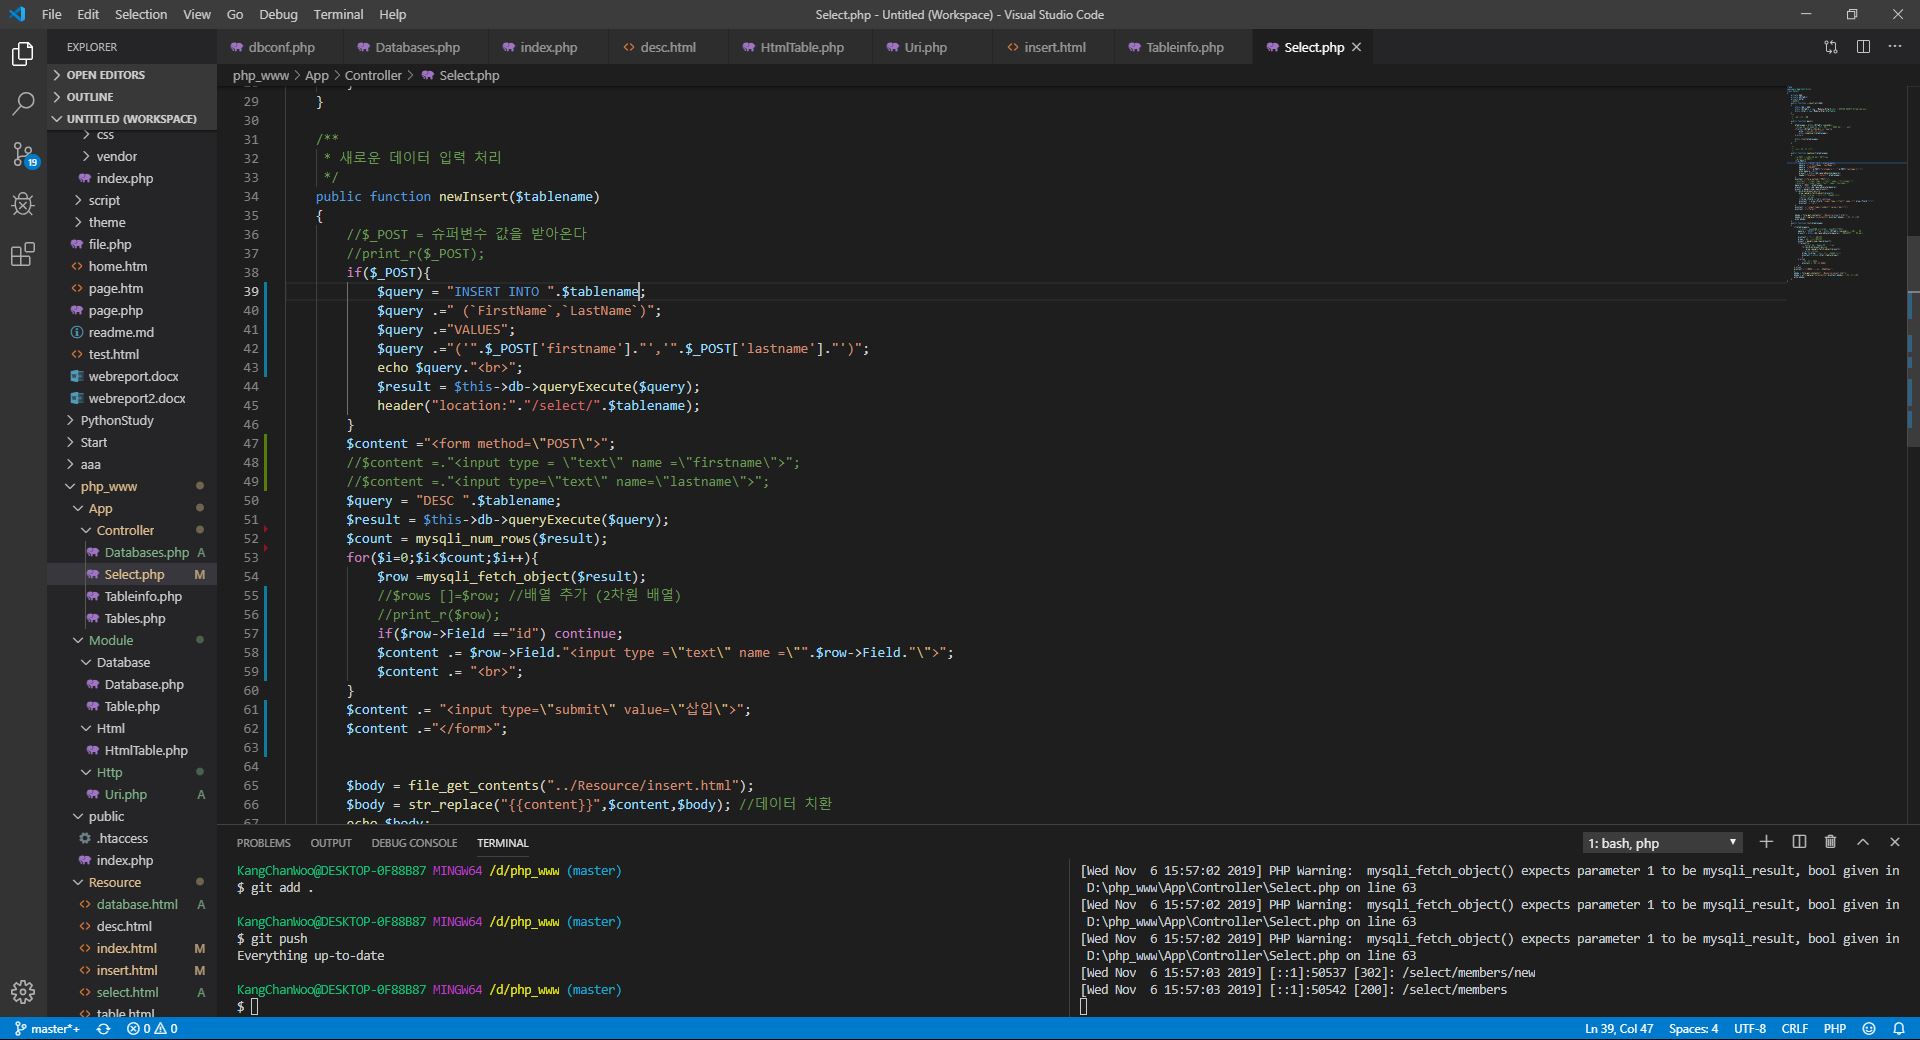 File Edit Selection View Go Debug Terminal Help
Select.php - Untitled (Workspace) - Visual Studio Code
EXPLORER
dbconf.php Databases.php index.php desc.html HtmlTable.php Uri.php insert.html Tableinfo.php Select.php
OPEN EDITORS
OUTLINE
UNTITLED (WORKSPACE)
css
vendor
index.php
script
theme
file.php
home.htm
page.htm
page.php
readme.md
test.html
webreport.docx
webreport2.docx
PythonStudy
Start
aaa
php_www
App
Controller
Databases.php A
Select.php M
Tableinfo.php
Tables.php
Module
Database
Database.php
Table.php
Html
HtmlTable.php
Http
Uri.php A
public
.htaccess
index.php
Resource
database.html A
desc.html
index.html M
insert.html M
select.html A
table.html
19
php_www > App > Controller > Select.php
29 }
30
31 /**
32 * 새로운 데이터 입력 처리
33 */
34 public function newInsert($tablename)
35 {
36 //$_POST = 슈퍼변수 값을 받아온다
37 //print_r($_POST);
38 if($_POST){
39 $query = "INSERT INTO ".$tablename;
40 $query .=" (`FirstName`,`LastName`)";
41 $query .="VALUES";
42 $query .="('".$_POST['firstname']."','".$_POST['lastname']."')";
43 echo $query."<br>";
44 $result = $this->db->queryExecute($query);
45 header("location:"."/select/".$tablename);
46 }
47 $content ="<form method=\"POST\">";
48 //$content =."<input type = \"text\" name =\"firstname\">";
49 //$content =."<input type=\"text\" name=\"lastname\">";
50 $query = "DESC ".$tablename;
51 $result = $this->db->queryExecute($query);
52 $count = mysqli_num_rows($result);
53 for($i=0;$i<$count;$i++){
54 $row =mysqli_fetch_object($result);
55 //$rows []=$row; //배열 추가 (2차원 배열)
56 //print_r($row);
57 if($row->Field =="id") continue;
58 $content .= $row->Field."<input type =\"text\" name =\"".$row->Field."\">";
59 $content .= "<br>";
60 }
61 $content .= "<input type=\"submit\" value=\"삽입\">";
62 $content .="</form>";
63
64
65 $body = file_get_contents("../Resource/insert.html");
66 $body = str_replace("{{content}}",$content,$body); //데이터 치환
67 echo $body;
PROBLEMS OUTPUT DEBUG CONSOLE TERMINAL
1: bash, php
KangChanWoo@DESKTOP-0F88B87 MINGW64 /d/php_www (master)
$ git add .
KangChanWoo@DESKTOP-0F88B87 MINGW64 /d/php_www (master)
$ git push
Everything up-to-date
KangChanWoo@DESKTOP-0F88B87 MINGW64 /d/php_www (master)
$
[Wed Nov  6 15:57:02 2019] PHP Warning:  mysqli_fetch_object() expects parameter 1 to be mysqli_result, bool given in
D:\php_www\App\Controller\Select.php on line 63
[Wed Nov  6 15:57:02 2019] PHP Warning:  mysqli_fetch_object() expects parameter 1 to be mysqli_result, bool given in
D:\php_www\App\Controller\Select.php on line 63
[Wed Nov  6 15:57:02 2019] PHP Warning:  mysqli_fetch_object() expects parameter 1 to be mysqli_result, bool given in
D:\php_www\App\Controller\Select.php on line 63
[Wed Nov  6 15:57:03 2019] [::1]:50537 [302]: /select/members/new
[Wed Nov  6 15:57:03 2019] [::1]:50542 [200]: /select/members
master*+ 0 0
Ln 39, Col 47 Spaces: 4 UTF-8 CRLF PHP